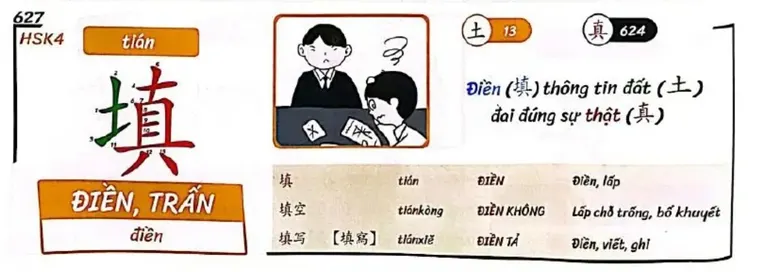 627
HSK4
tián
填
ĐIỀN, TRẤN
điền
土 13
真 624
Điền (填) thông tin đất (土)
đai đúng sự thật (真)
填 tián ĐIỀN Điền, lấp
填空 tiánkòng ĐIỀN KHÔNG Lấp chỗ trống, bổ khuyết
填写 【填寫】 tiánxiě ĐIỀN TẢ Điền, viết, ghi